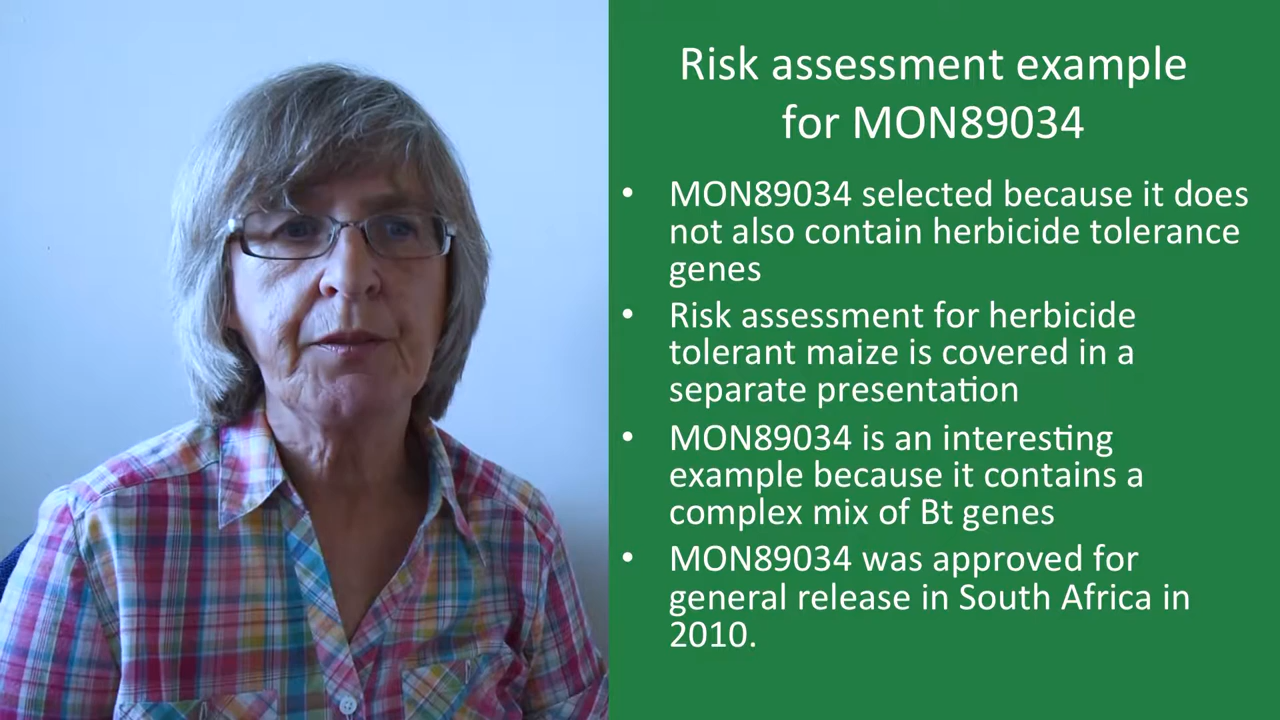 Risk assessment example
for MON89034
• MON89034 selected because it does
not also contain herbicide tolerance
genes
• Risk assessment for herbicide
tolerant maize is covered in a
separate presentation
• MON89034 is an interesting
example because it contains a
complex mix of Bt genes
• MON89034 was approved for
general release in South Africa in
2010.